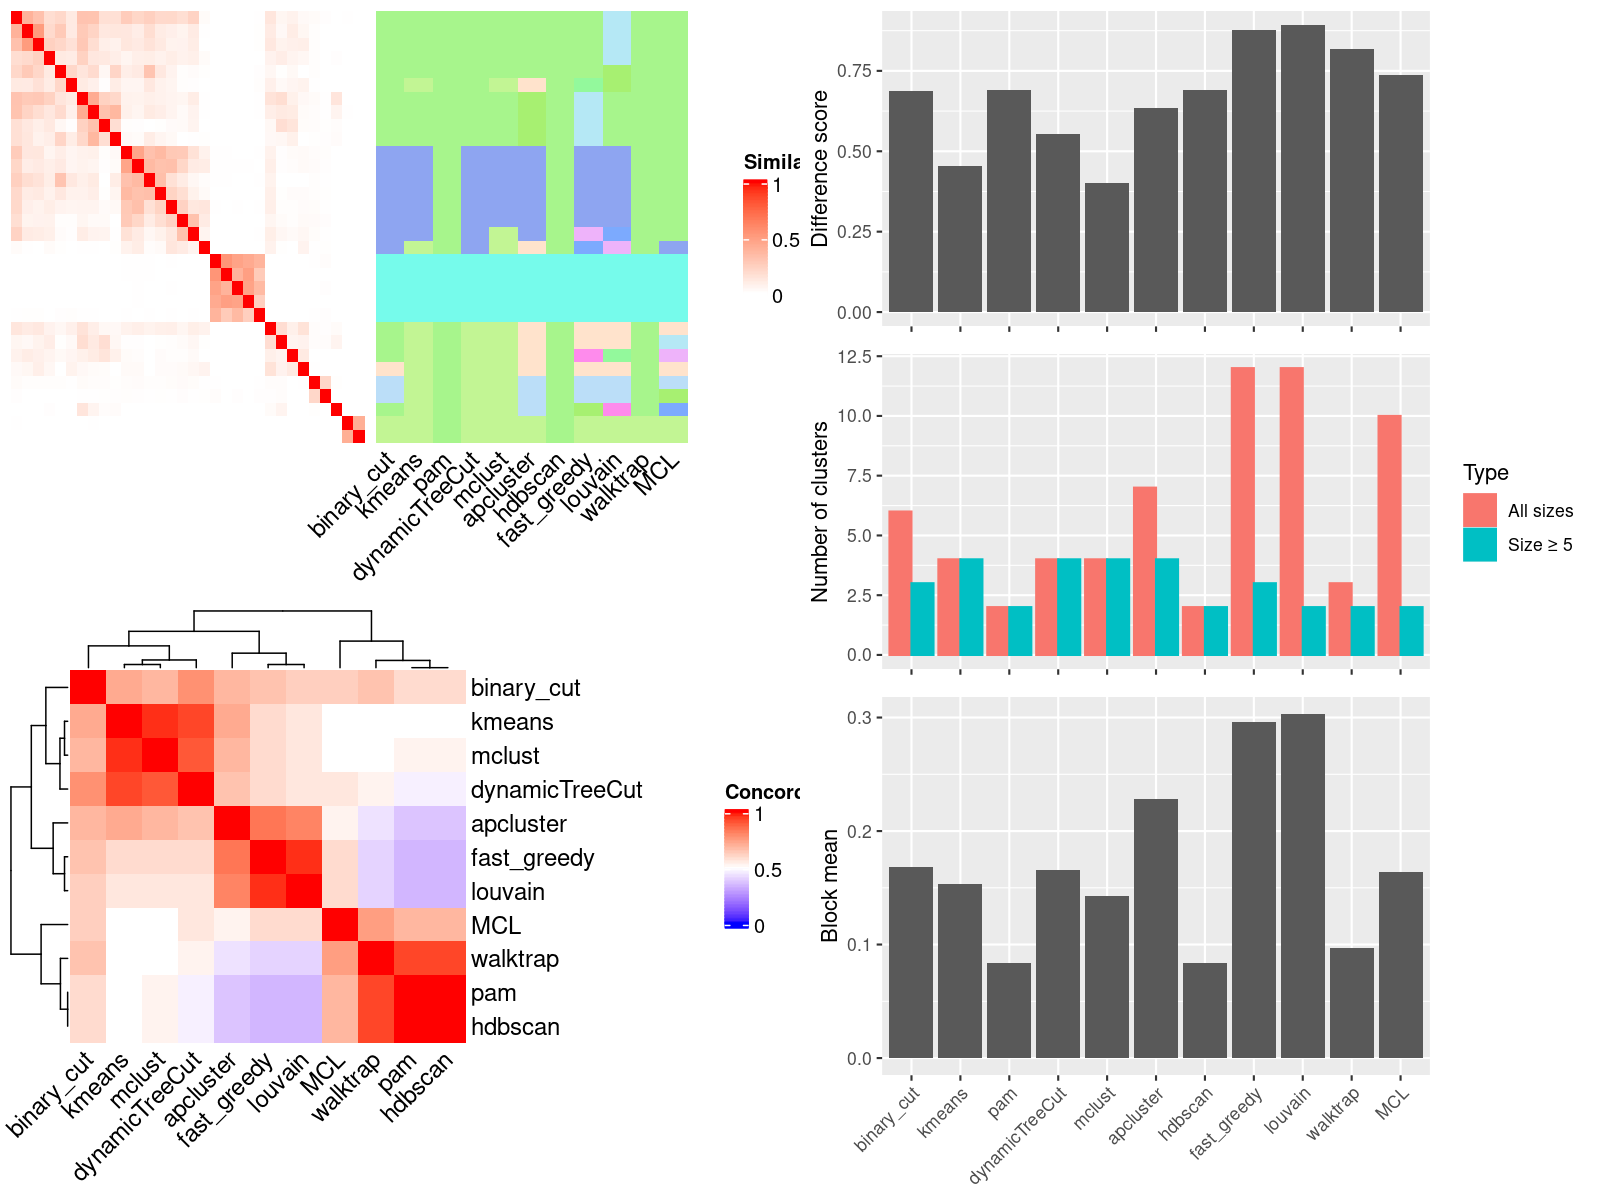 Simila
1
0.5
0
binary_cut
kmeans
pam
dynamicTreeCut
mclust
apcluster
hdbscan
fast_greedy
louvain
walktrap
MCL
binary_cut
kmeans
mclust
dynamicTreeCut
apcluster
fast_greedy
louvain
MCL
walktrap
pam
hdbscan
Concord
1
0.5
0
binary_cut
kmeans
mclust
dynamicTreeCut
apcluster
fast_greedy
louvain
MCL
walktrap
pam
hdbscan
Difference score
0.75
0.50
0.25
0.00
Number of clusters
12.5
10.0
7.5
5.0
2.5
0.0
Type
All sizes
Size ≥ 5
Block mean
0.3
0.2
0.1
0.0
binary_cut
kmeans
pam
dynamicTreeCut
mclust
apcluster
hdbscan
fast_greedy
louvain
walktrap
MCL